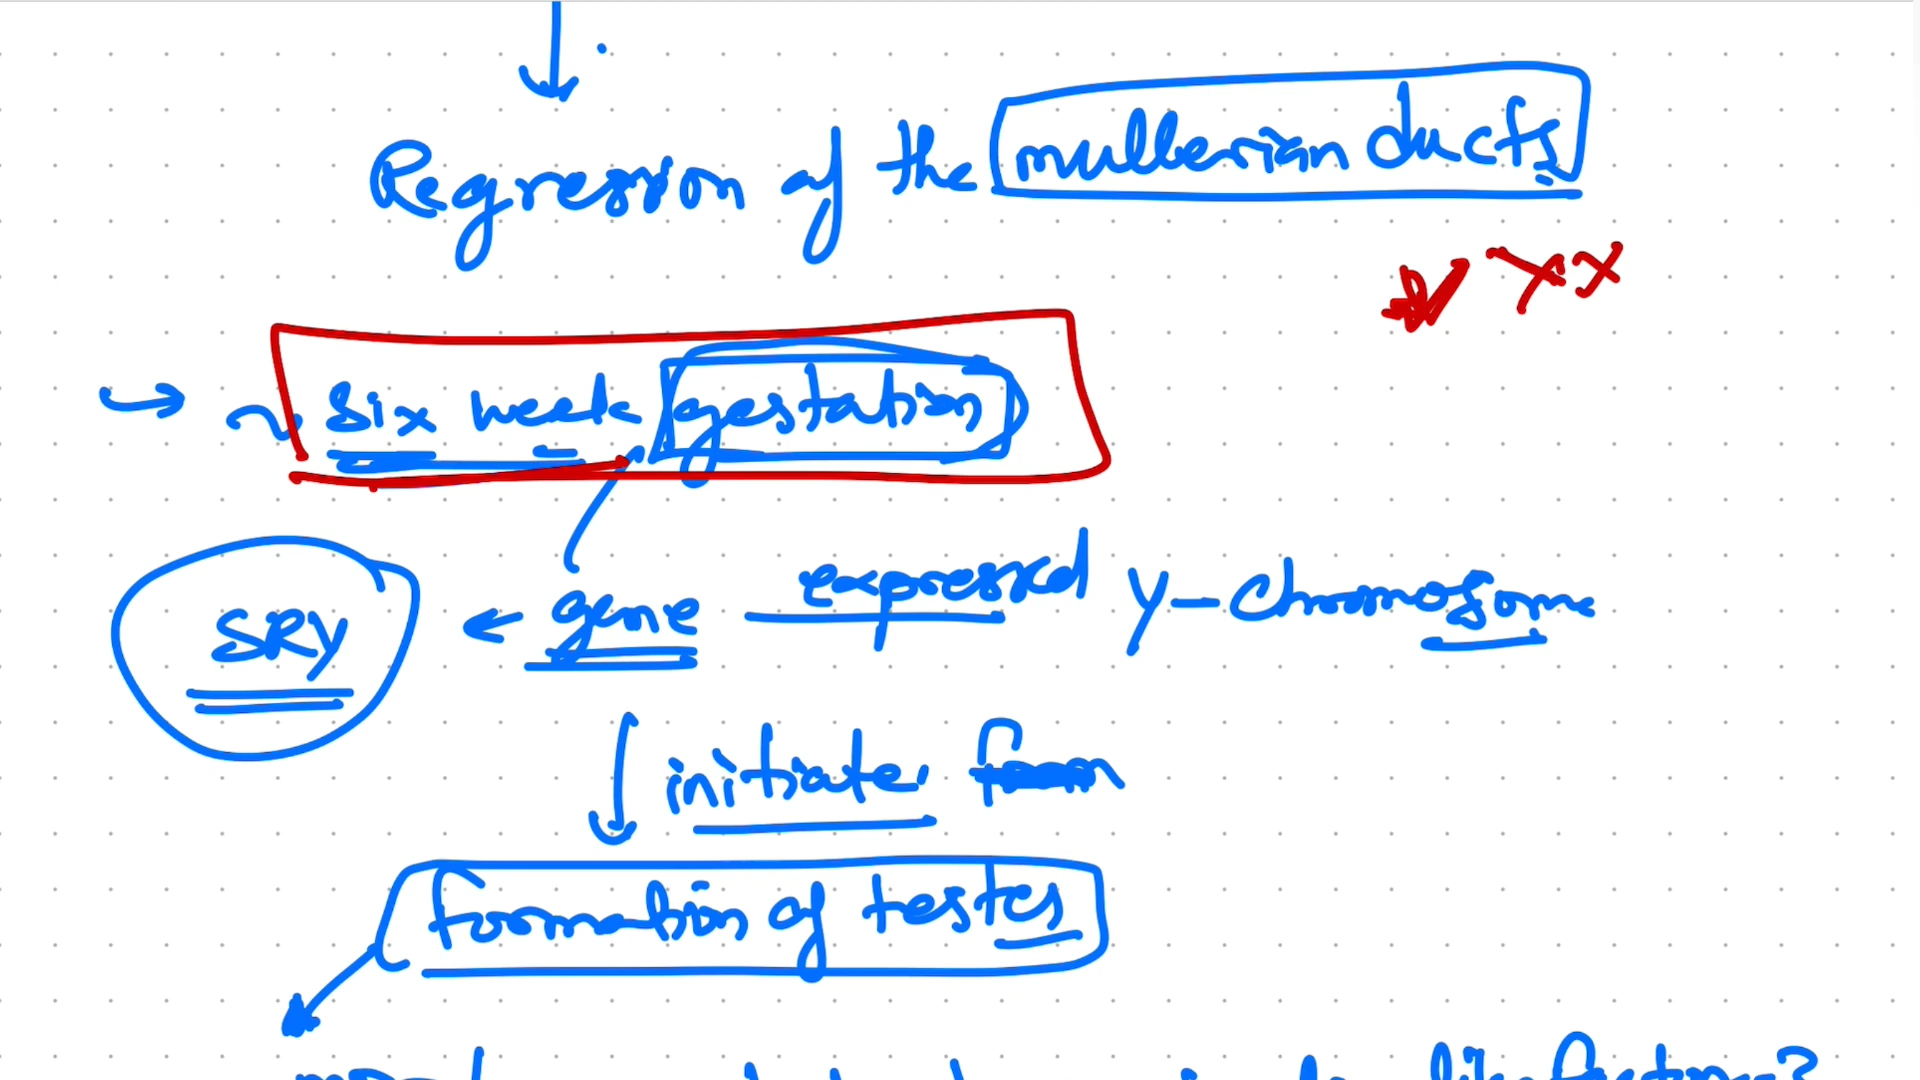 Regression of the mullerian ducts
XX
six week gestation
SRY ← gene expressed Y-chromosome
initiate
formation of testes